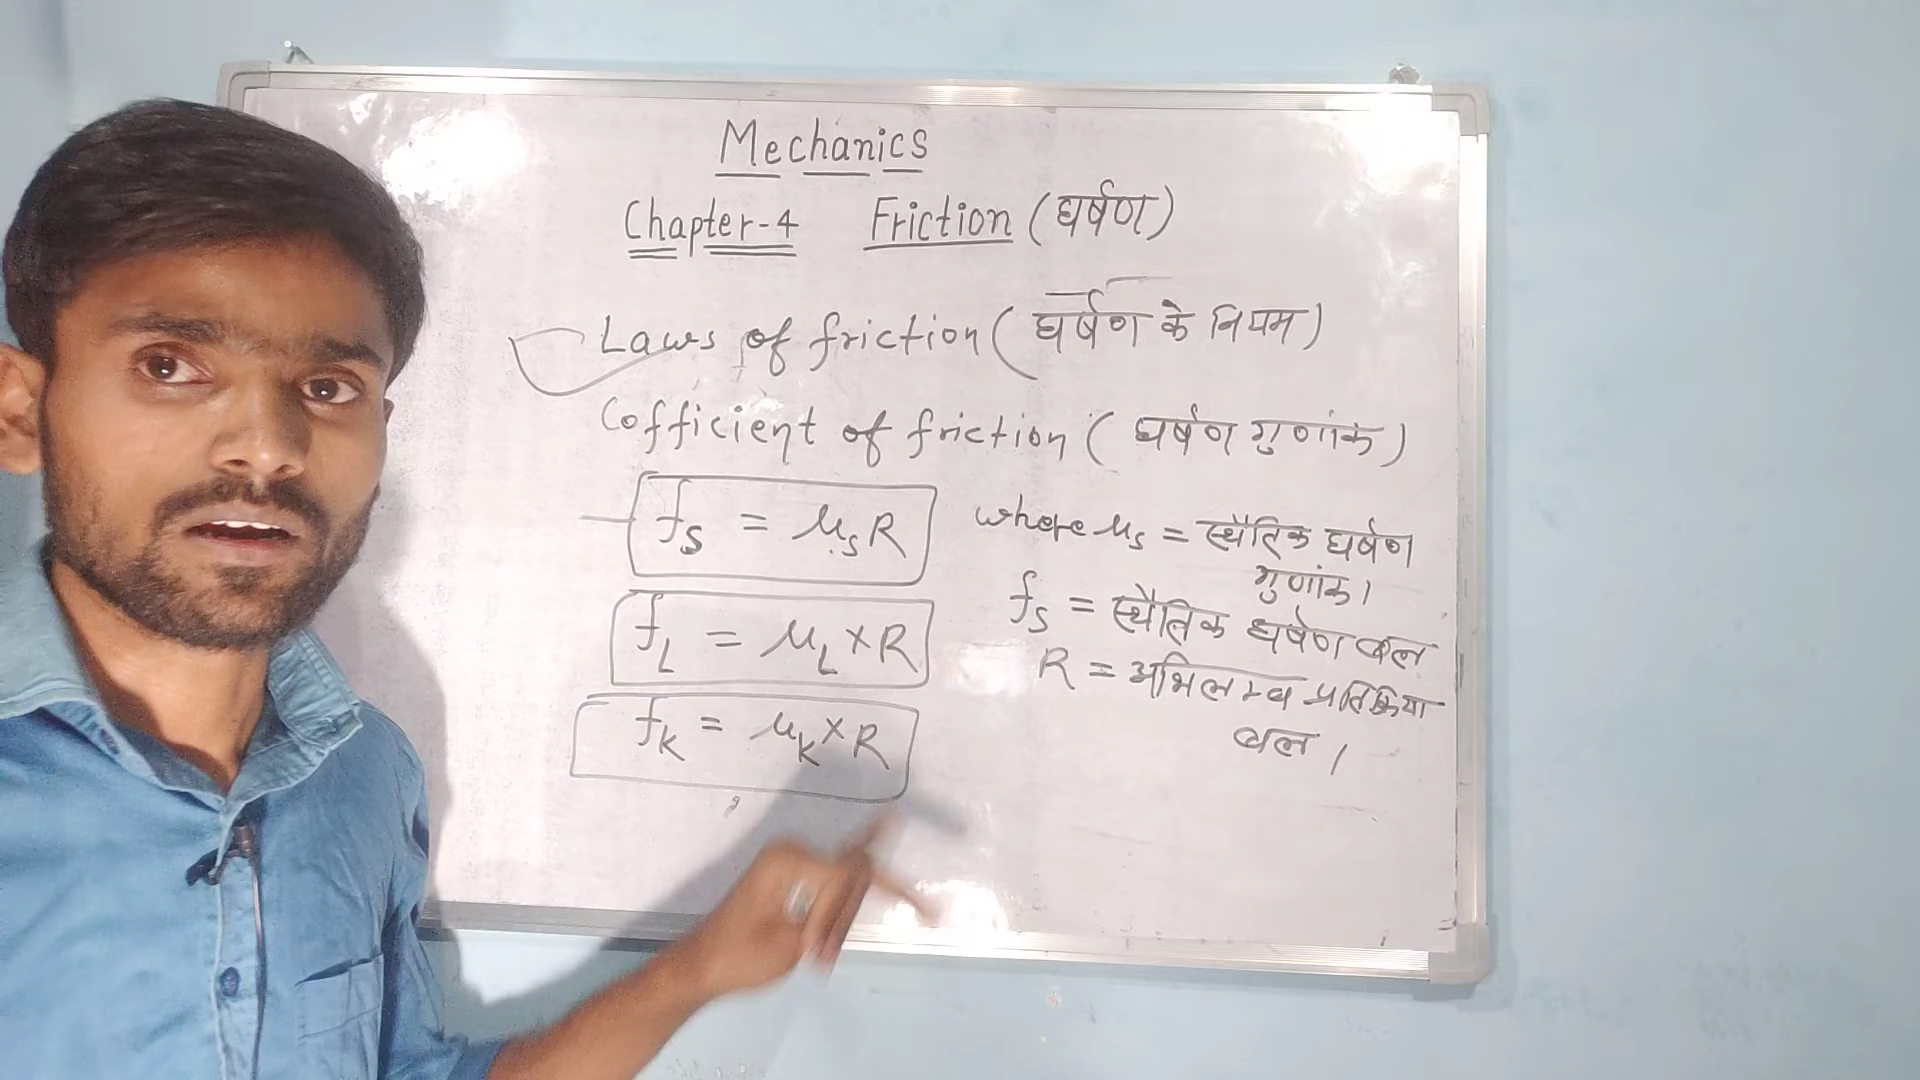 Mechanics
Chapter-4 Friction (घर्षण)
Laws of friction (घर्षण के नियम)
Cofficient of friction (घर्षण गुणांक)
fs = μsR
where μs = स्थैतिक घर्षण
गुणांक।
fL = μL×R
fs = स्थैतिक घर्षण बल
R = अभिलम्ब प्रतिक्रिया
बल।
fK = μK×R